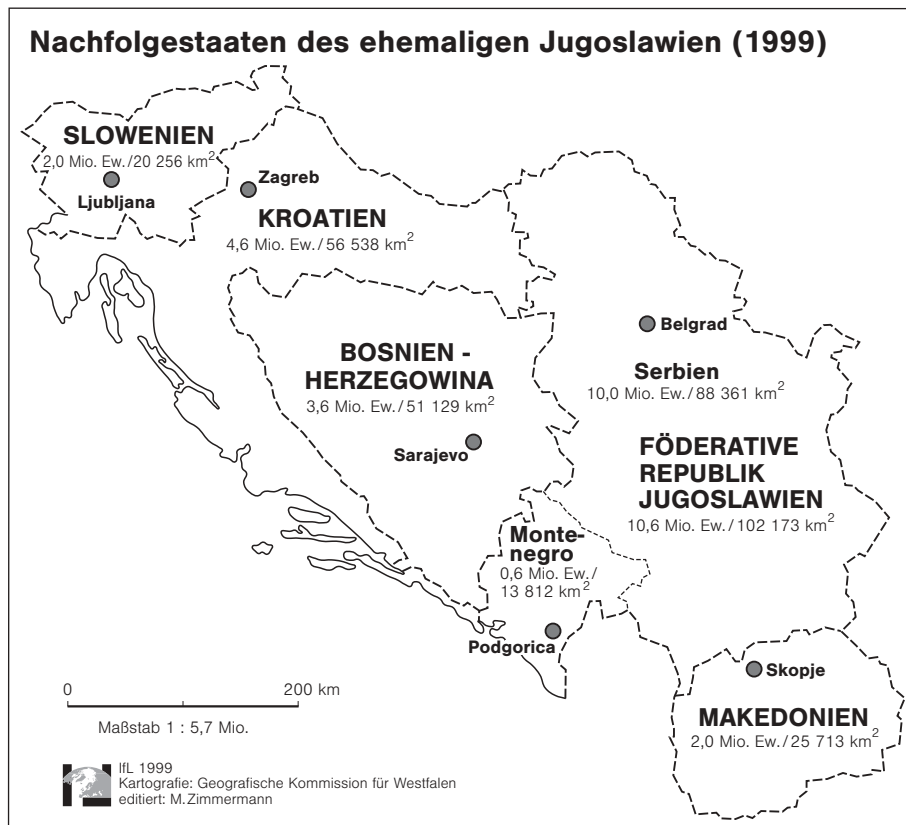 Nachfolgestaaten des ehemaligen Jugoslawien (1999)
SLOWENIEN
2,0 Mio. Ew./20 256 km²
Ljubljana
Zagreb
KROATIEN
4,6 Mio. Ew./56 538 km²
Belgrad
BOSNIEN -
HERZEGOWINA
3,6 Mio. Ew./51 129 km²
Sarajevo
Serbien
10,0 Mio. Ew./88 361 km²
FÖDERATIVE
REPUBLIK
JUGOSLAWIEN
10,6 Mio. Ew./102 173 km²
Monte-
negro
0,6 Mio. Ew./
13 812 km²
Podgorica
Skopje
MAKEDONIEN
2,0 Mio. Ew./25 713 km²
0 200 km
Maßstab 1 : 5,7 Mio.
IfL 1999
Kartografie: Geografische Kommission für Westfalen
editiert: M.Zimmermann